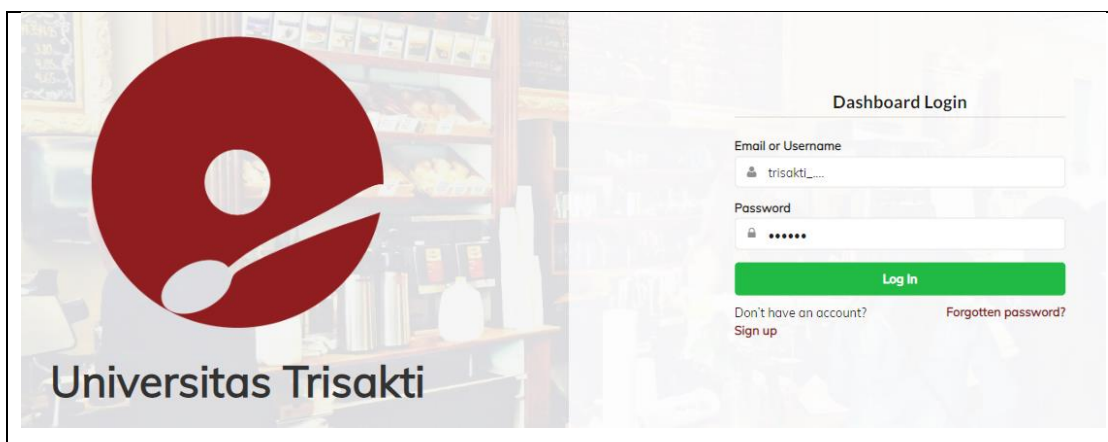 Universitas Trisakti
Dashboard Login
Email or Username
trisakti_....
Password
••••••
Log In
Don't have an account? Forgotten password?
Sign up